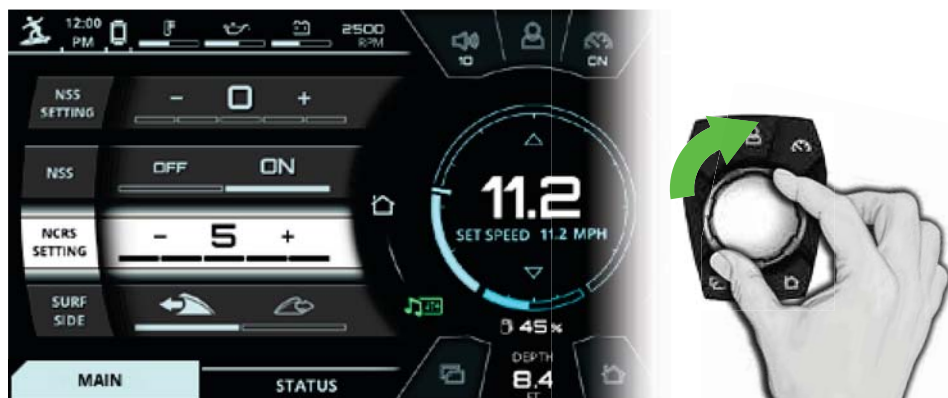 12:00
PM
2500
RPM
10
ON
NSS
SETTING
- 0 +
NSS
OFF ON
NCRS
SETTING
- 5 +
SURF
SIDE
11.2
SET SPEED 11.2 MPH
45%
DEPTH
8.4
FT
MAIN
STATUS